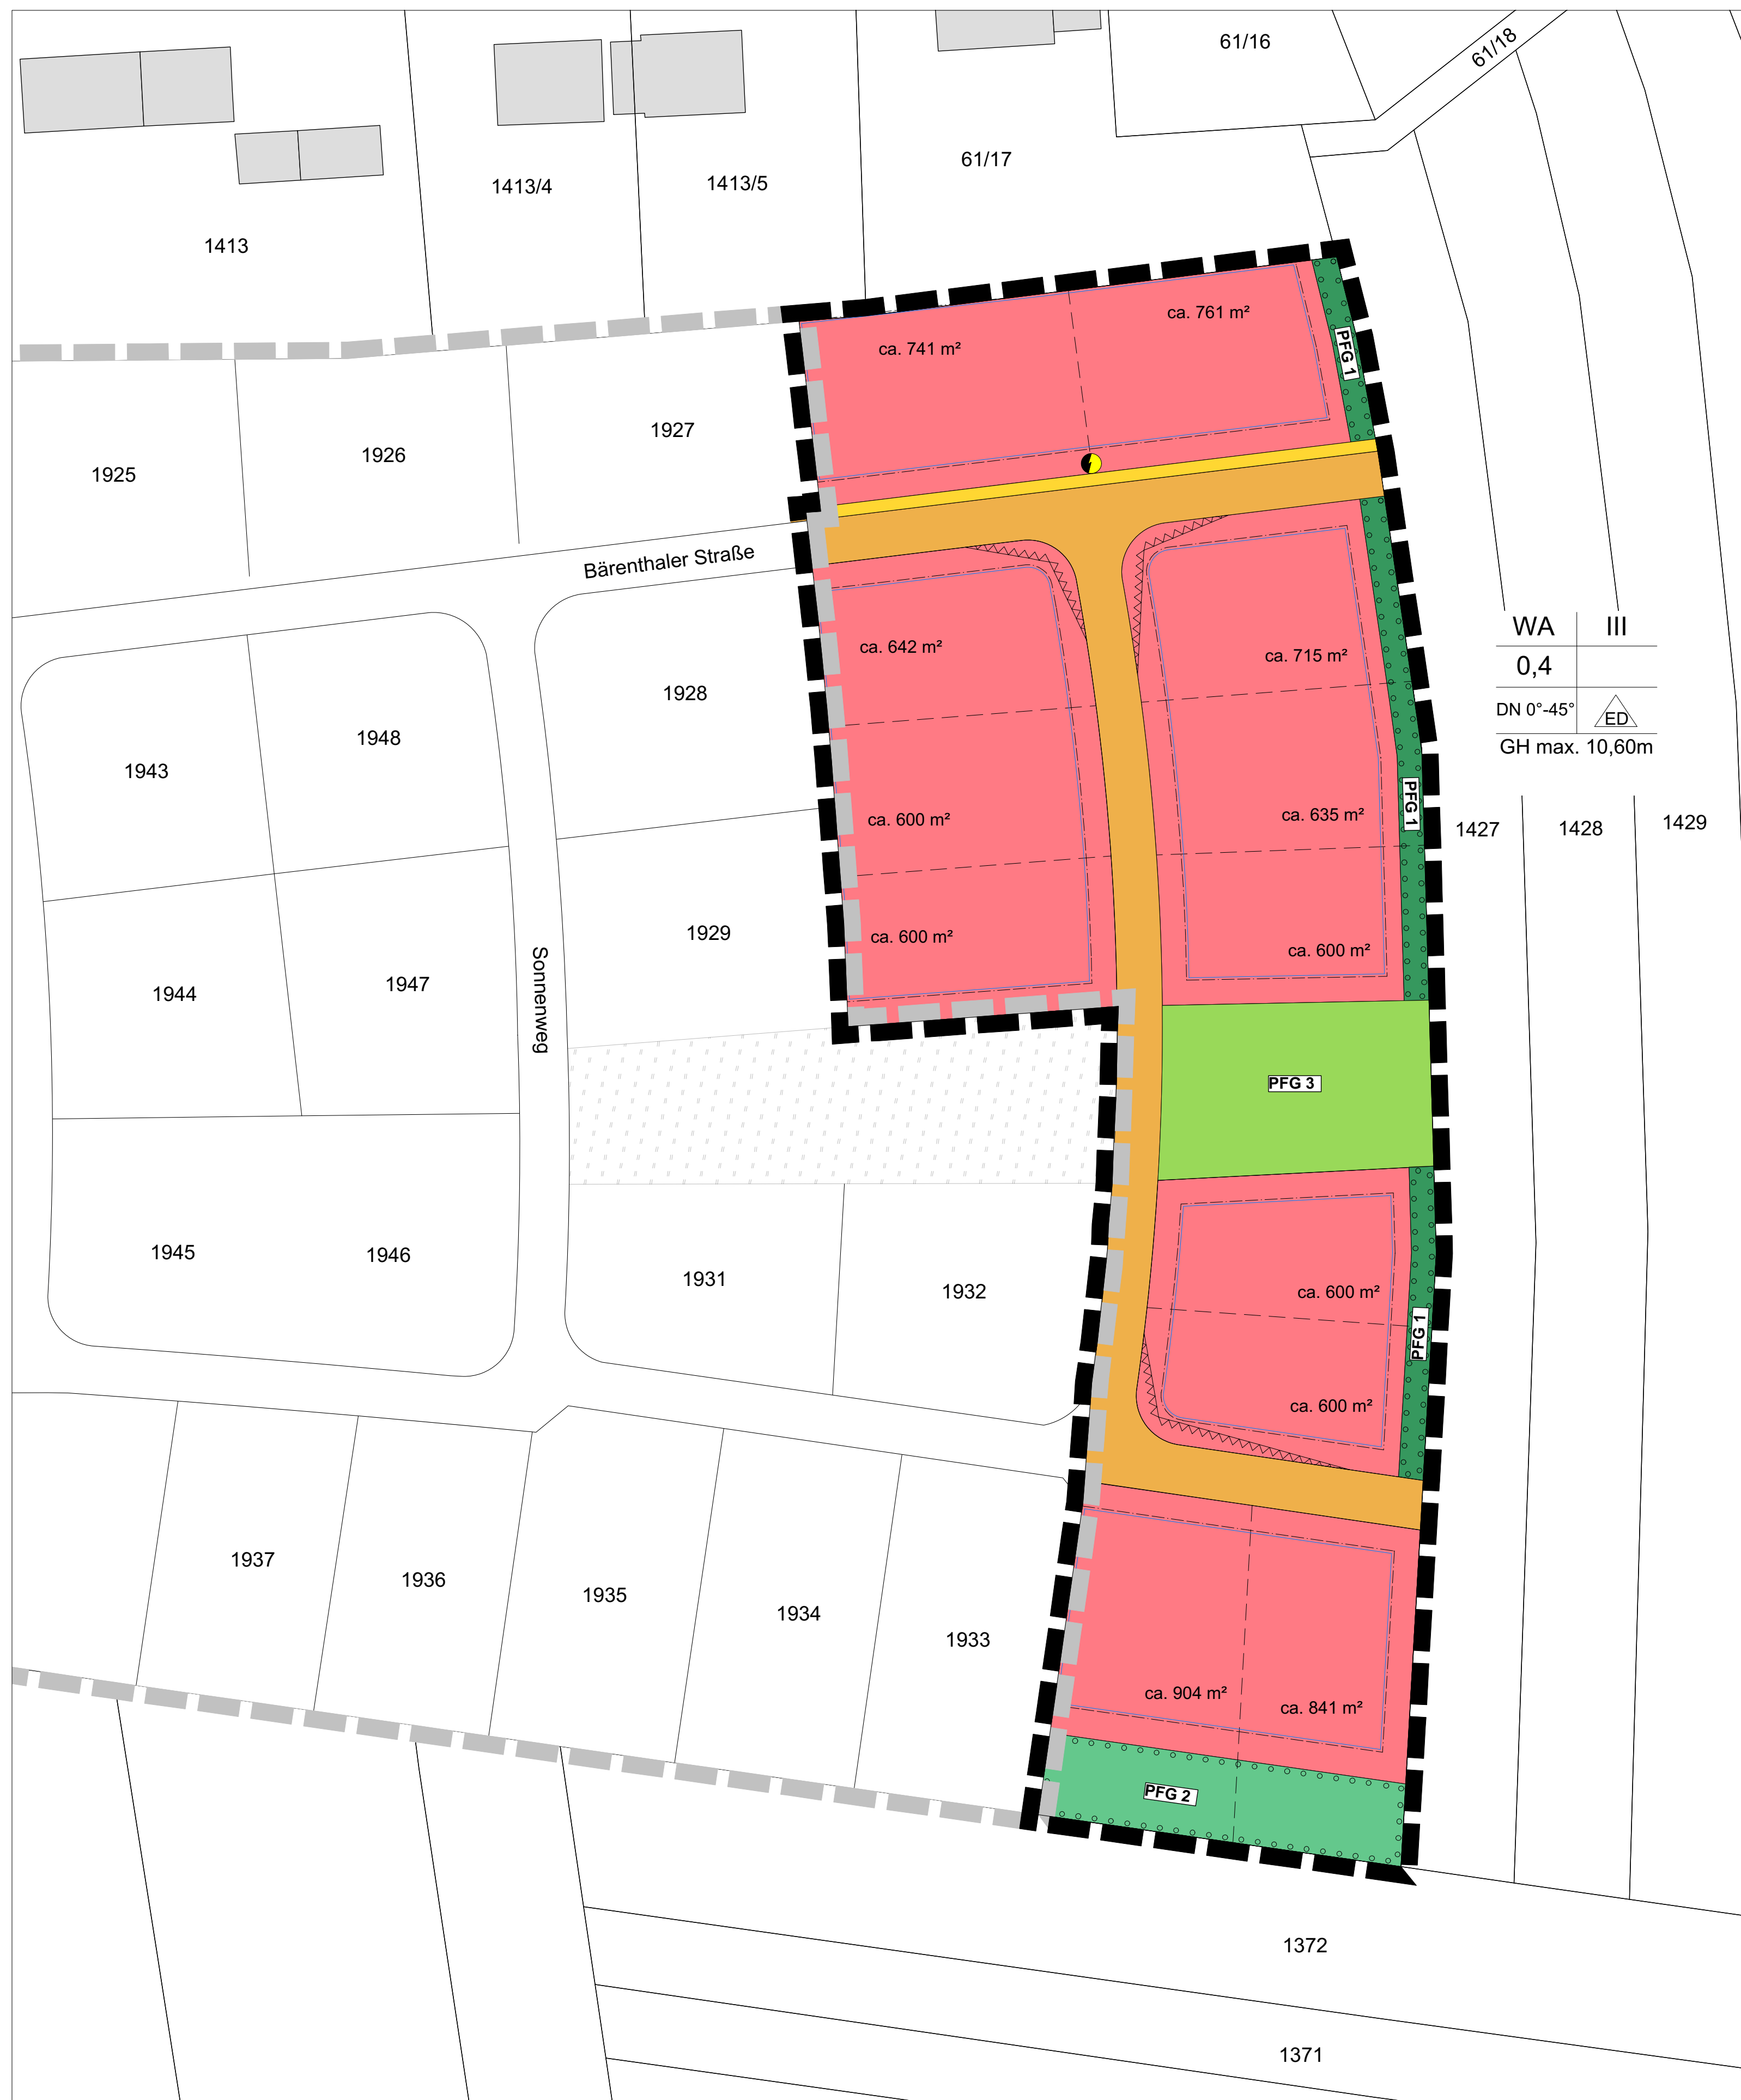 61/16
61/18
61/17
1413/4
1413/5
1413
ca. 761 m²
ca. 741 m²
PFG 1
1925
1926
1927
Bärenthaler Straße
WA
III
0,4
DN 0°-45°
ED
GH max. 10,60m
ca. 642 m²
ca. 715 m²
1928
1948
1943
ca. 600 m²
ca. 635 m²
PFG 1
1427
1428
1429
1929
ca. 600 m²
ca. 600 m²
1944
1947
Sonnenweg
PFG 3
1945
1946
1931
1932
ca. 600 m²
PFG 1
ca. 600 m²
1937
1936
1935
1934
1933
ca. 904 m²
ca. 841 m²
PFG 2
1372
1371